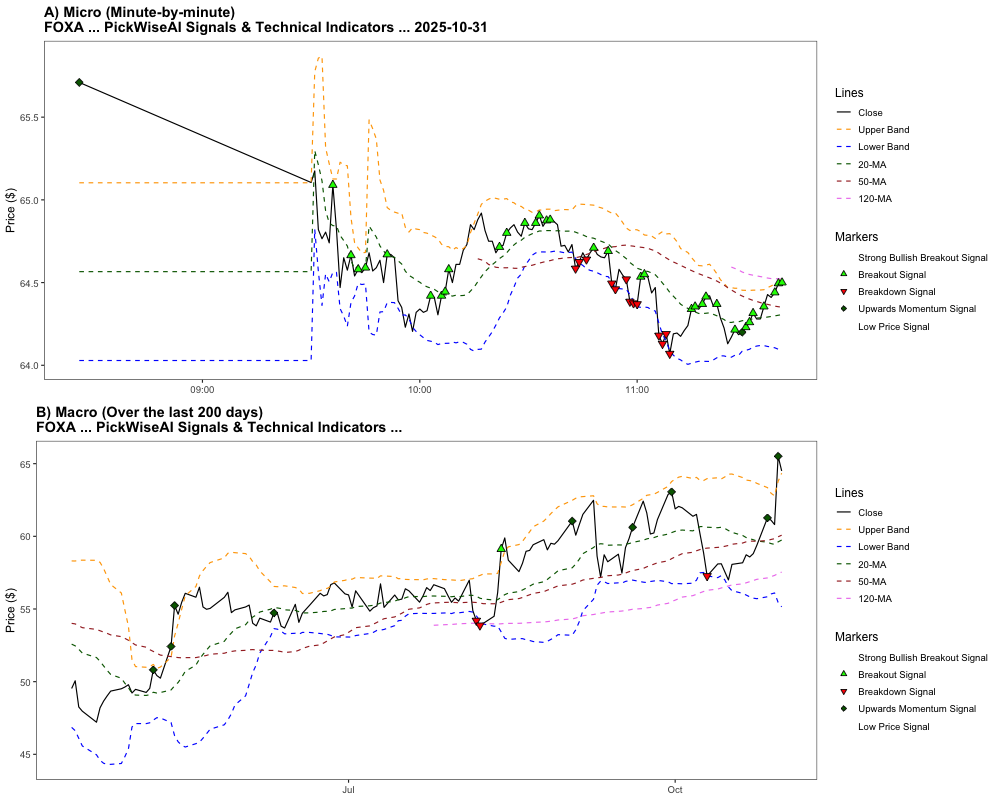 A) Micro (Minute-by-minute)
FOXA ... PickWiseAI Signals & Technical Indicators ... 2025-10-31
Price ($)
65.5
65.0
64.5
64.0
09:00
10:00
11:00
Lines
Close
Upper Band
Lower Band
20-MA
50-MA
120-MA
Markers
Strong Bullish Breakout Signal
Breakout Signal
Breakdown Signal
Upwards Momentum Signal
Low Price Signal
B) Macro (Over the last 200 days)
FOXA ... PickWiseAI Signals & Technical Indicators ...
Price ($)
65
60
55
50
45
Jul
Oct
Lines
Close
Upper Band
Lower Band
20-MA
50-MA
120-MA
Markers
Strong Bullish Breakout Signal
Breakout Signal
Breakdown Signal
Upwards Momentum Signal
Low Price Signal